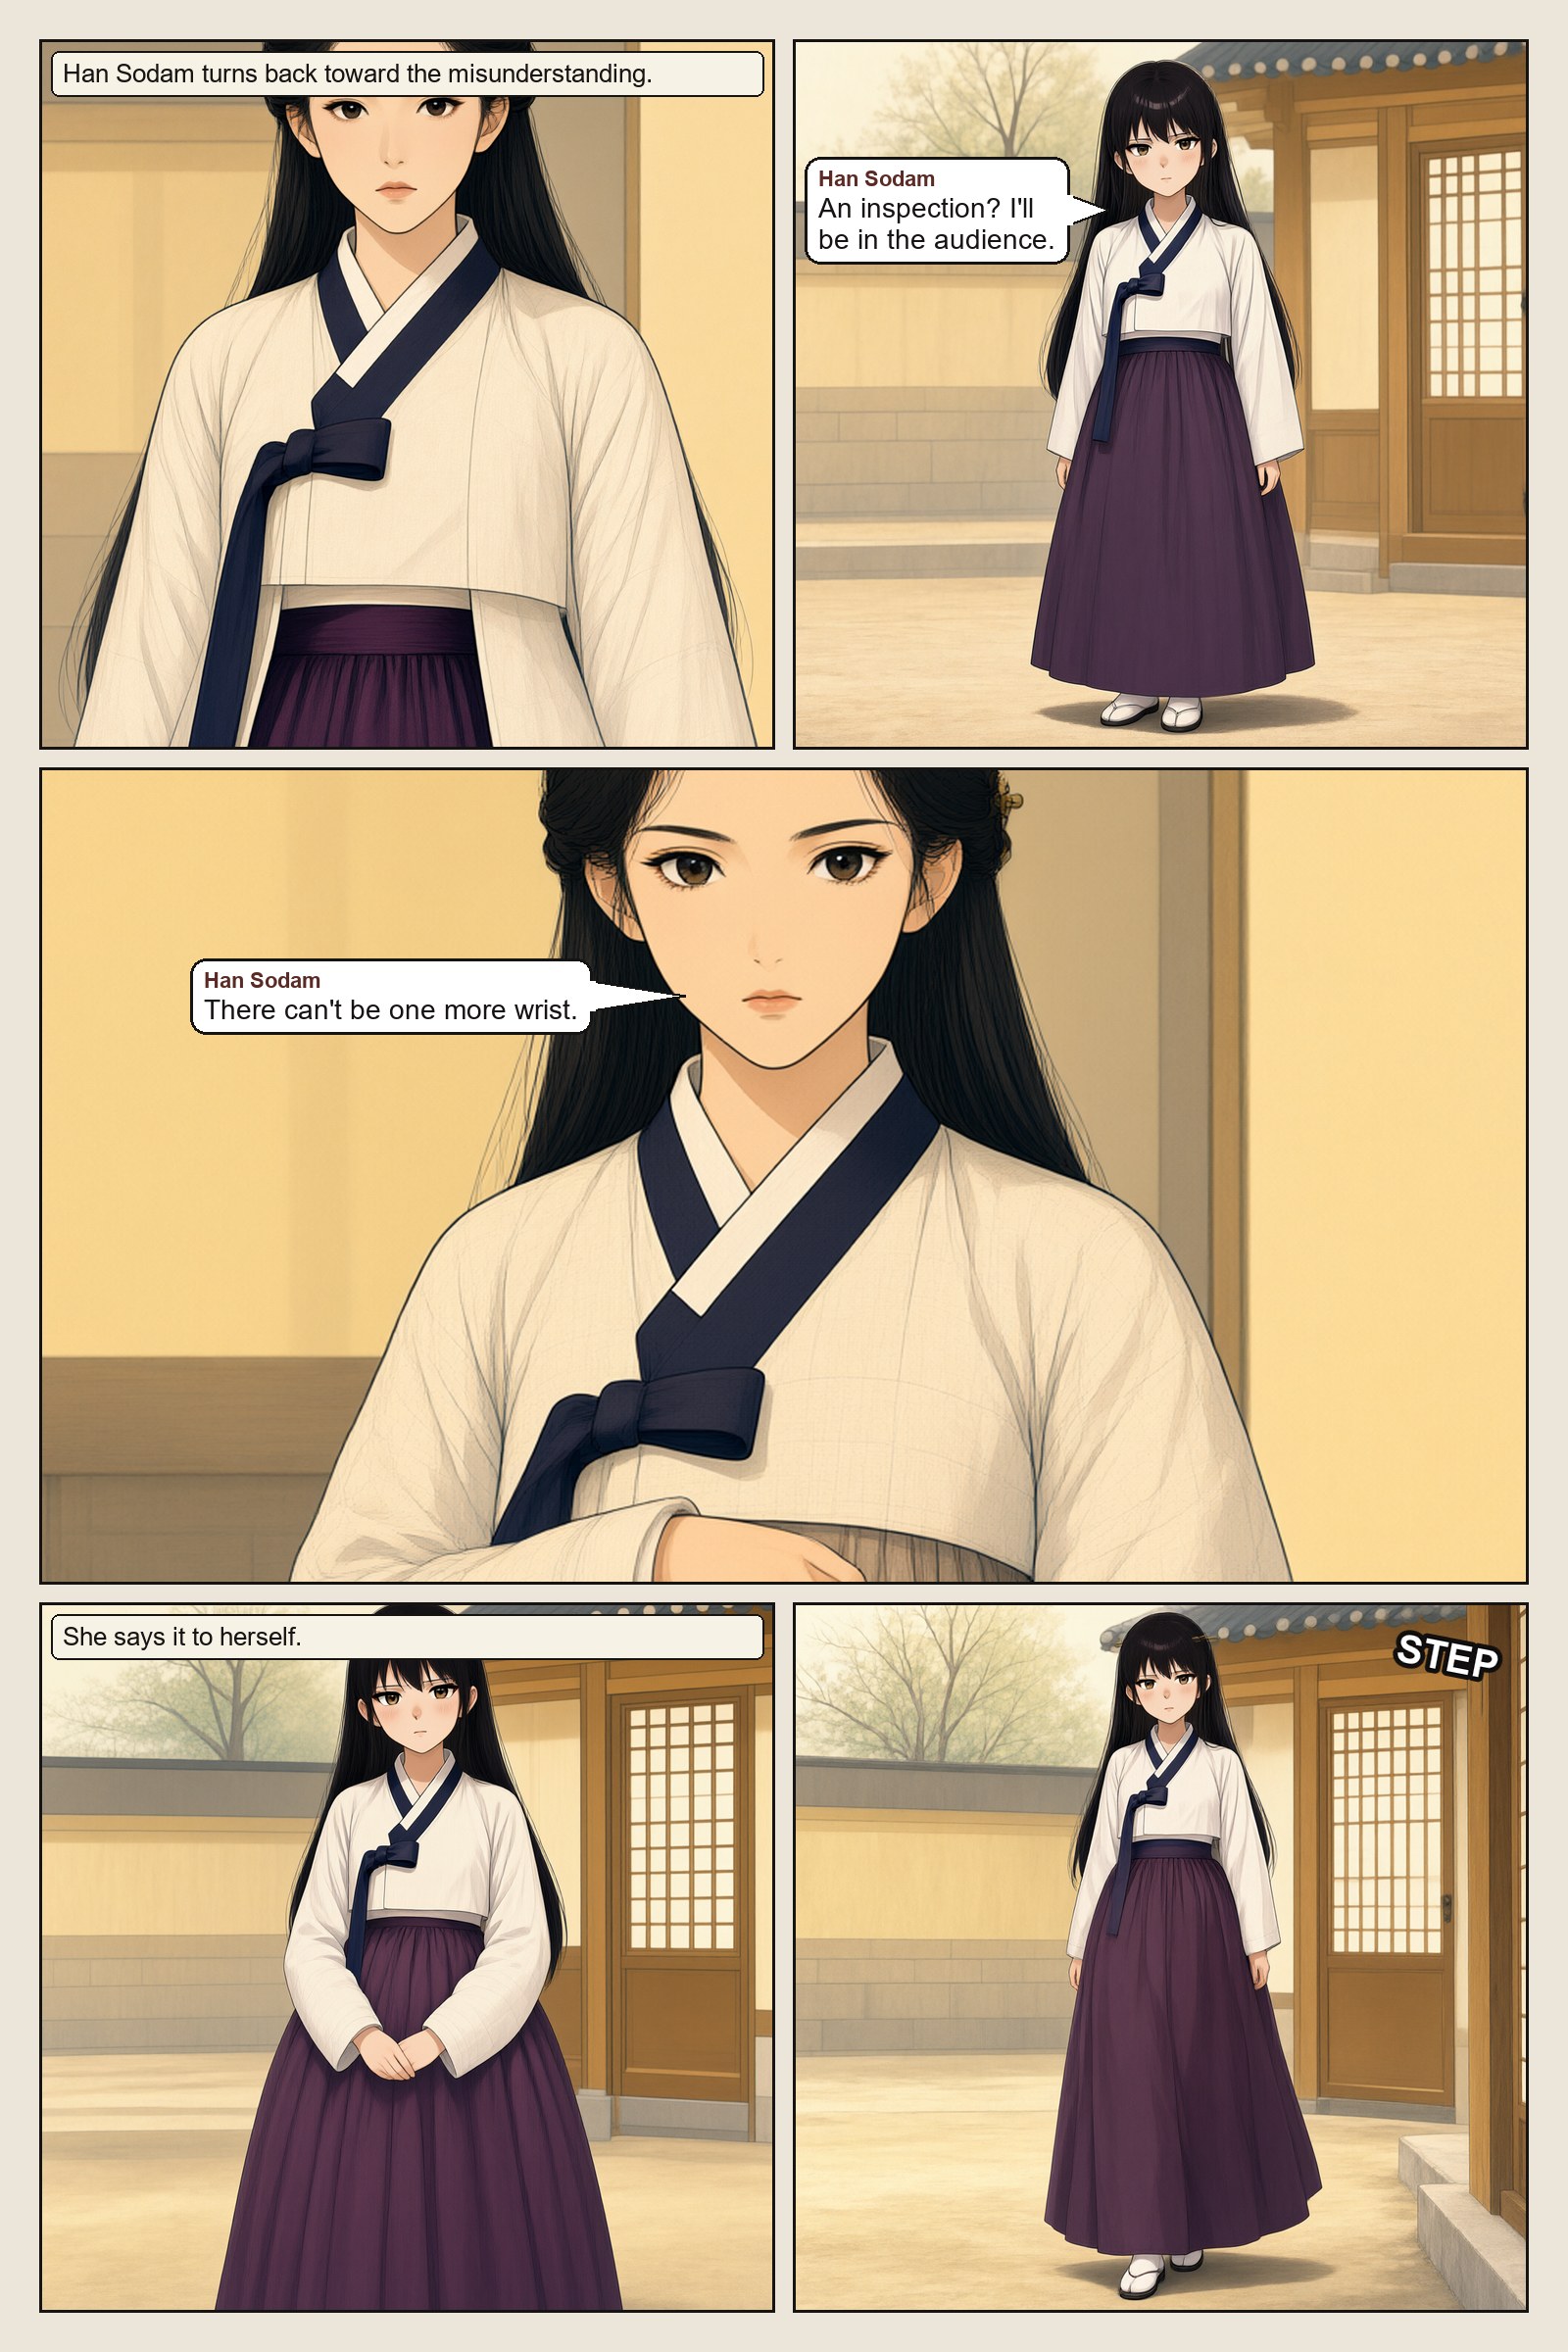 Han Sodam turns back toward the misunderstanding.
Han Sodam
An inspection? I'll
be in the audience.
Han Sodam
There can't be one more wrist.
She says it to herself.
STEP